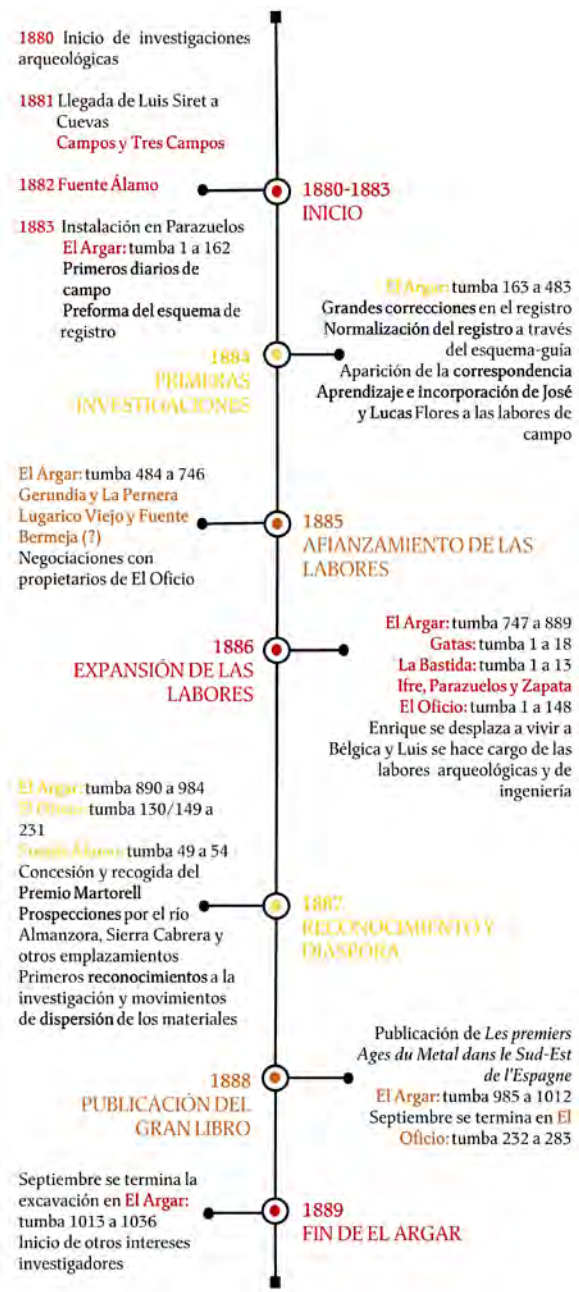 1880 Inicio de investigaciones
arqueológicas
1881 Llegada de Luis Siret a
Cuevas
Campos y Tres Campos
1882 Fuente Álamo
1883 Instalación en Parazuelos
El Argar: tumba 1 a 162
Primeros diarios de
campo
Preforma del esquema de
registro
1880-1883
INICIO
El Argar: tumba 163 a 483
Grandes correcciones en el registro
Normalización del registro a través
del esquema-guía
Aparición de la correspondencia
Aprendizaje e incorporación de José
y Lucas Flores a las labores de
campo
1884
PRIMERAS
INVESTIGACIONES
El Argar: tumba 484 a 746
Gerundia y La Pernera
Lugarico Viejo y Fuente
Bermeja (?)
Negociaciones con
propietarios de El Oficio
1885
AFIANZAMIENTO DE LAS
LABORES
1886
EXPANSIÓN DE LAS
LABORES
El Argar: tumba 747 a 889
Gatas: tumba 1 a 18
La Bastida: tumba 1 a 13
Ifre, Parazuelos y Zapata
El Oficio: tumba 1 a 148
Enrique se desplaza a vivir a
Bélgica y Luis se hace cargo de las
labores arqueológicas y de
ingeniería
El Argar: tumba 890 a 984
El Oficio: tumba 130/149 a
231
Fuente Álamo: tumba 49 a 54
Concesión y recogida del
Premio Martorell
Prospecciones por el río
Almanzora, Sierra Cabrera y
otros emplazamientos
Primeros reconocimientos a la
investigación y movimientos
de dispersión de los materiales
1887
RECONOCIMIENTO Y
DIÁSPORA
1888
PUBLICACIÓN DEL
GRAN LIBRO
Publicación de Les premiers
Ages du Metal dans le Sud-Est
de l'Espagne
El Argar: tumba 985 a 1012
Septiembre se termina en El
Oficio: tumba 232 a 283
Septiembre se termina la
excavación en El Argar:
tumba 1013 a 1036
Inicio de otros intereses
investigadores
1889
FIN DE EL ARGAR